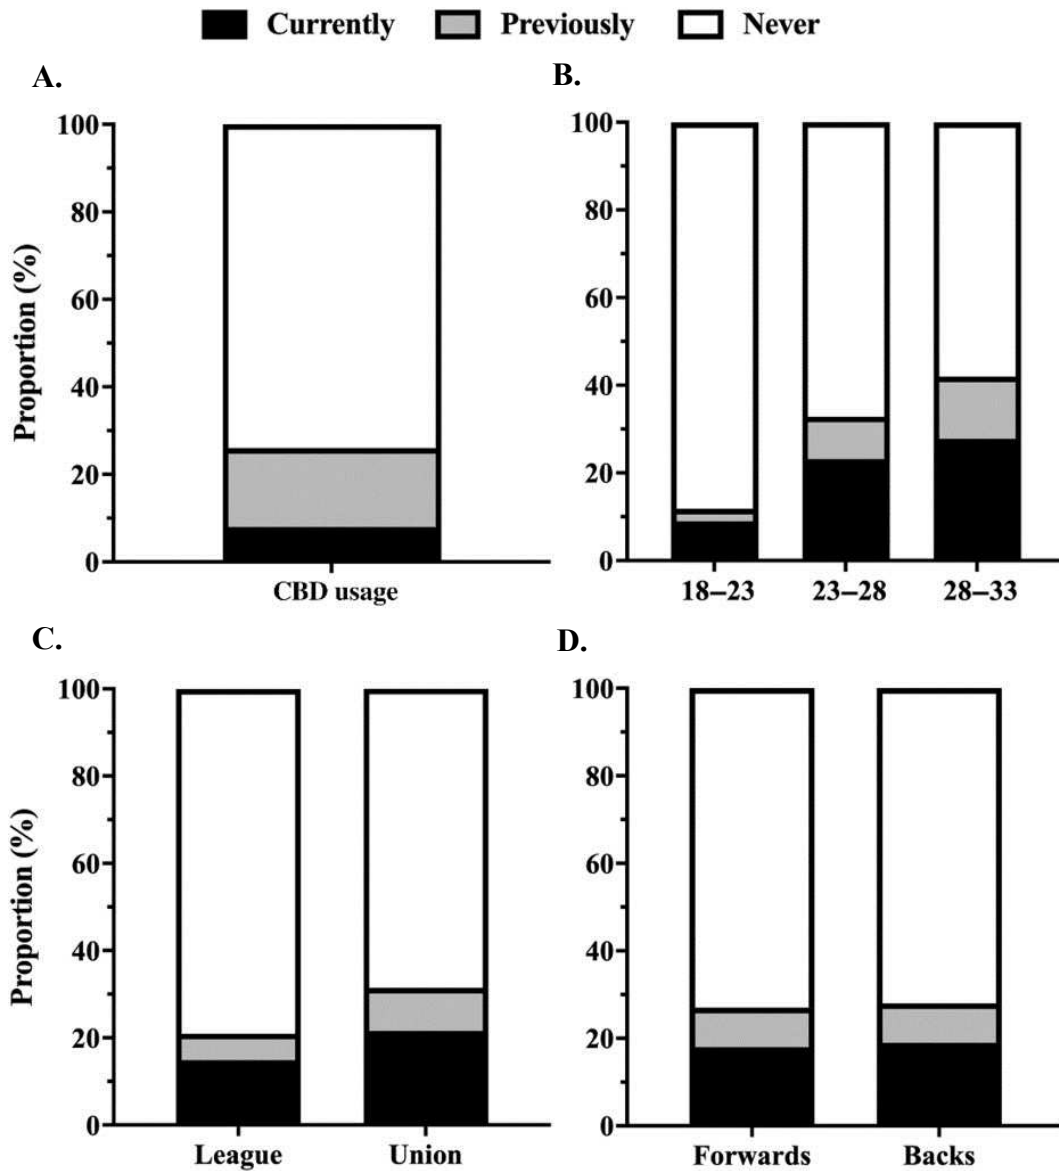 Currently Previously Never
A.
B.
Proportion (%)
100
80
60
40
20
0
CBD usage
100
80
60
40
20
0
18–23 23–28 28–33
C.
D.
Proportion (%)
100
80
60
40
20
0
League Union
100
80
60
40
20
0
Forwards Backs